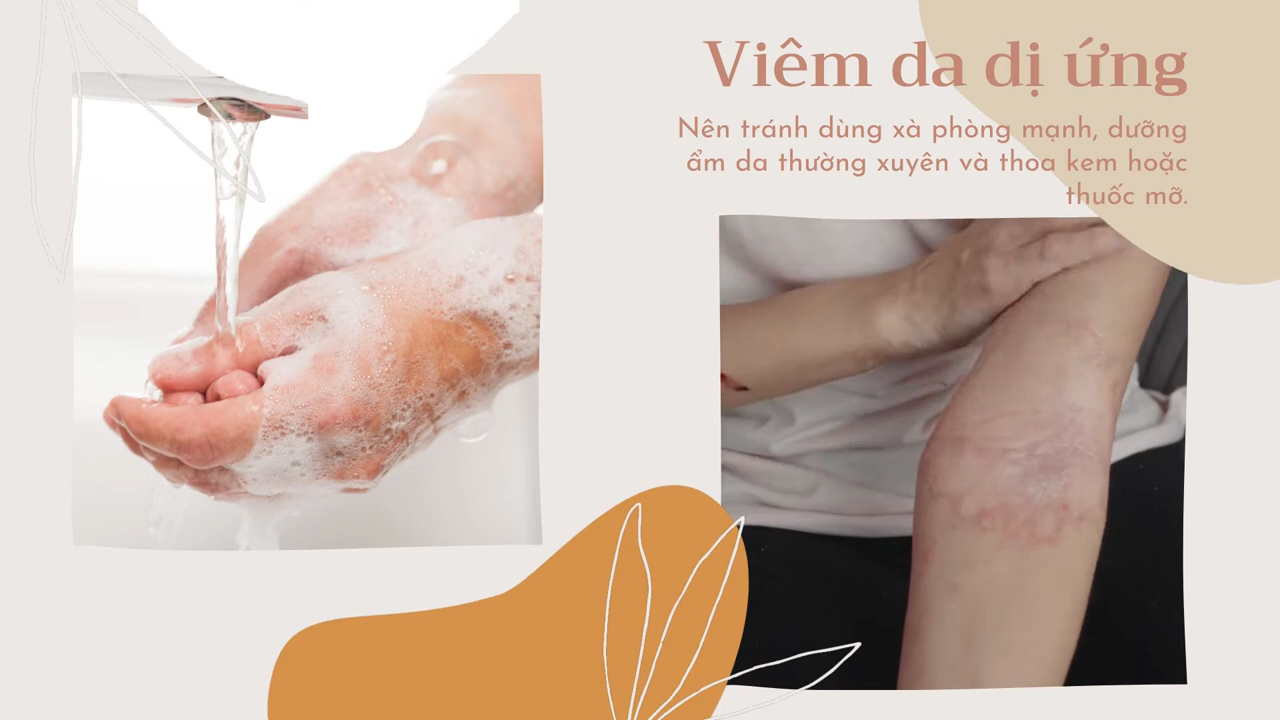 Viêm da dị ứng
Nên tránh dùng xà phòng mạnh, dưỡng
ẩm da thường xuyên và thoa kem hoặc
thuốc mỡ.